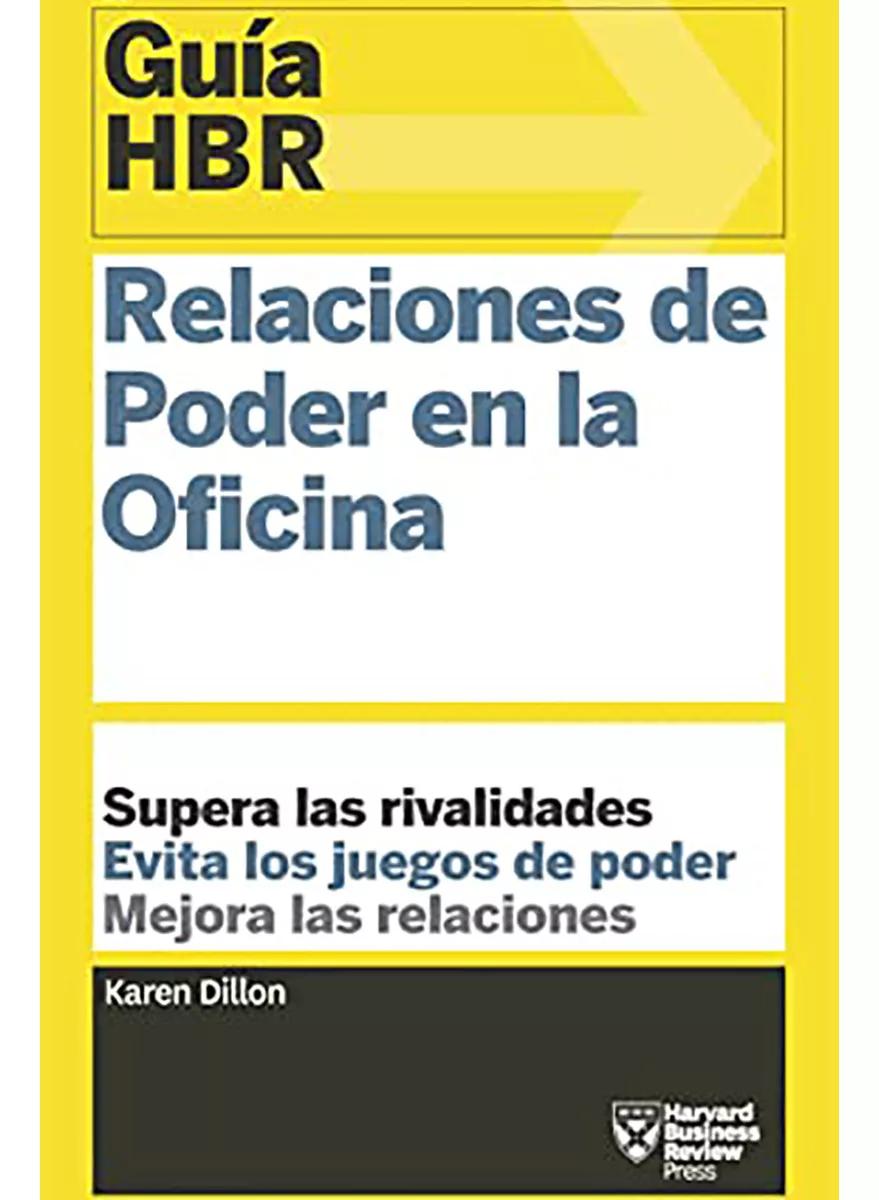 Guía
HBR
Relaciones de
Poder en la
Oficina
Supera las rivalidades
Evita los juegos de poder
Mejora las relaciones
Karen Dillon
Harvard
Business
Review
Press